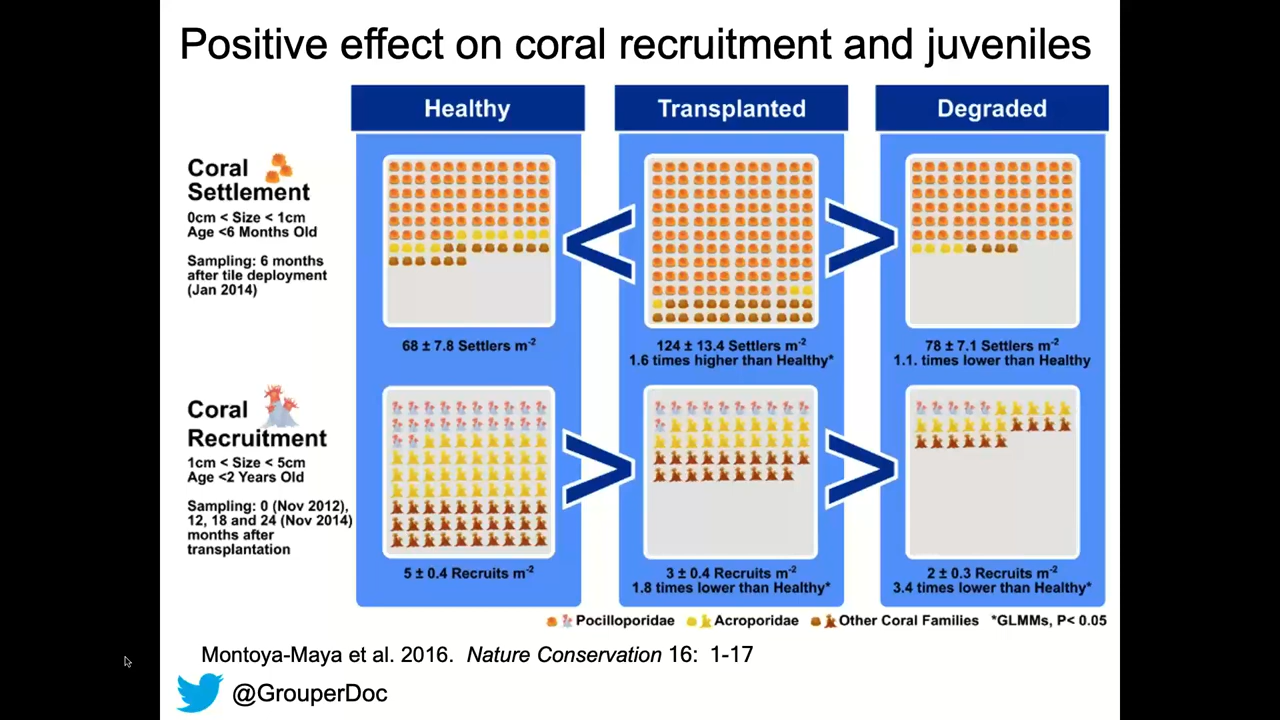 Positive effect on coral recruitment and juveniles
Healthy
Transplanted
Degraded
Coral
Settlement
0cm < Size < 1cm
Age <6 Months Old
Sampling: 6 months
after tile deployment
(Jan 2014)
68 ± 7.8 Settlers m-2
124 ± 13.4 Settlers m-2
1.6 times higher than Healthy*
78 ± 7.1 Settlers m-2
1.1. times lower than Healthy
<
>
Coral
Recruitment
1cm < Size < 5cm
Age <2 Years Old
Sampling: 0 (Nov 2012),
12, 18 and 24 (Nov 2014)
months after
transplantation
>
>
5 ± 0.4 Recruits m-2
3 ± 0.4 Recruits m-2
1.8 times lower than Healthy*
2 ± 0.3 Recruits m-2
3.4 times lower than Healthy*
Pocilloporidae Acroporidae Other Coral Families *GLMMs, P< 0.05
Montoya-Maya et al. 2016. Nature Conservation 16: 1-17
@GrouperDoc